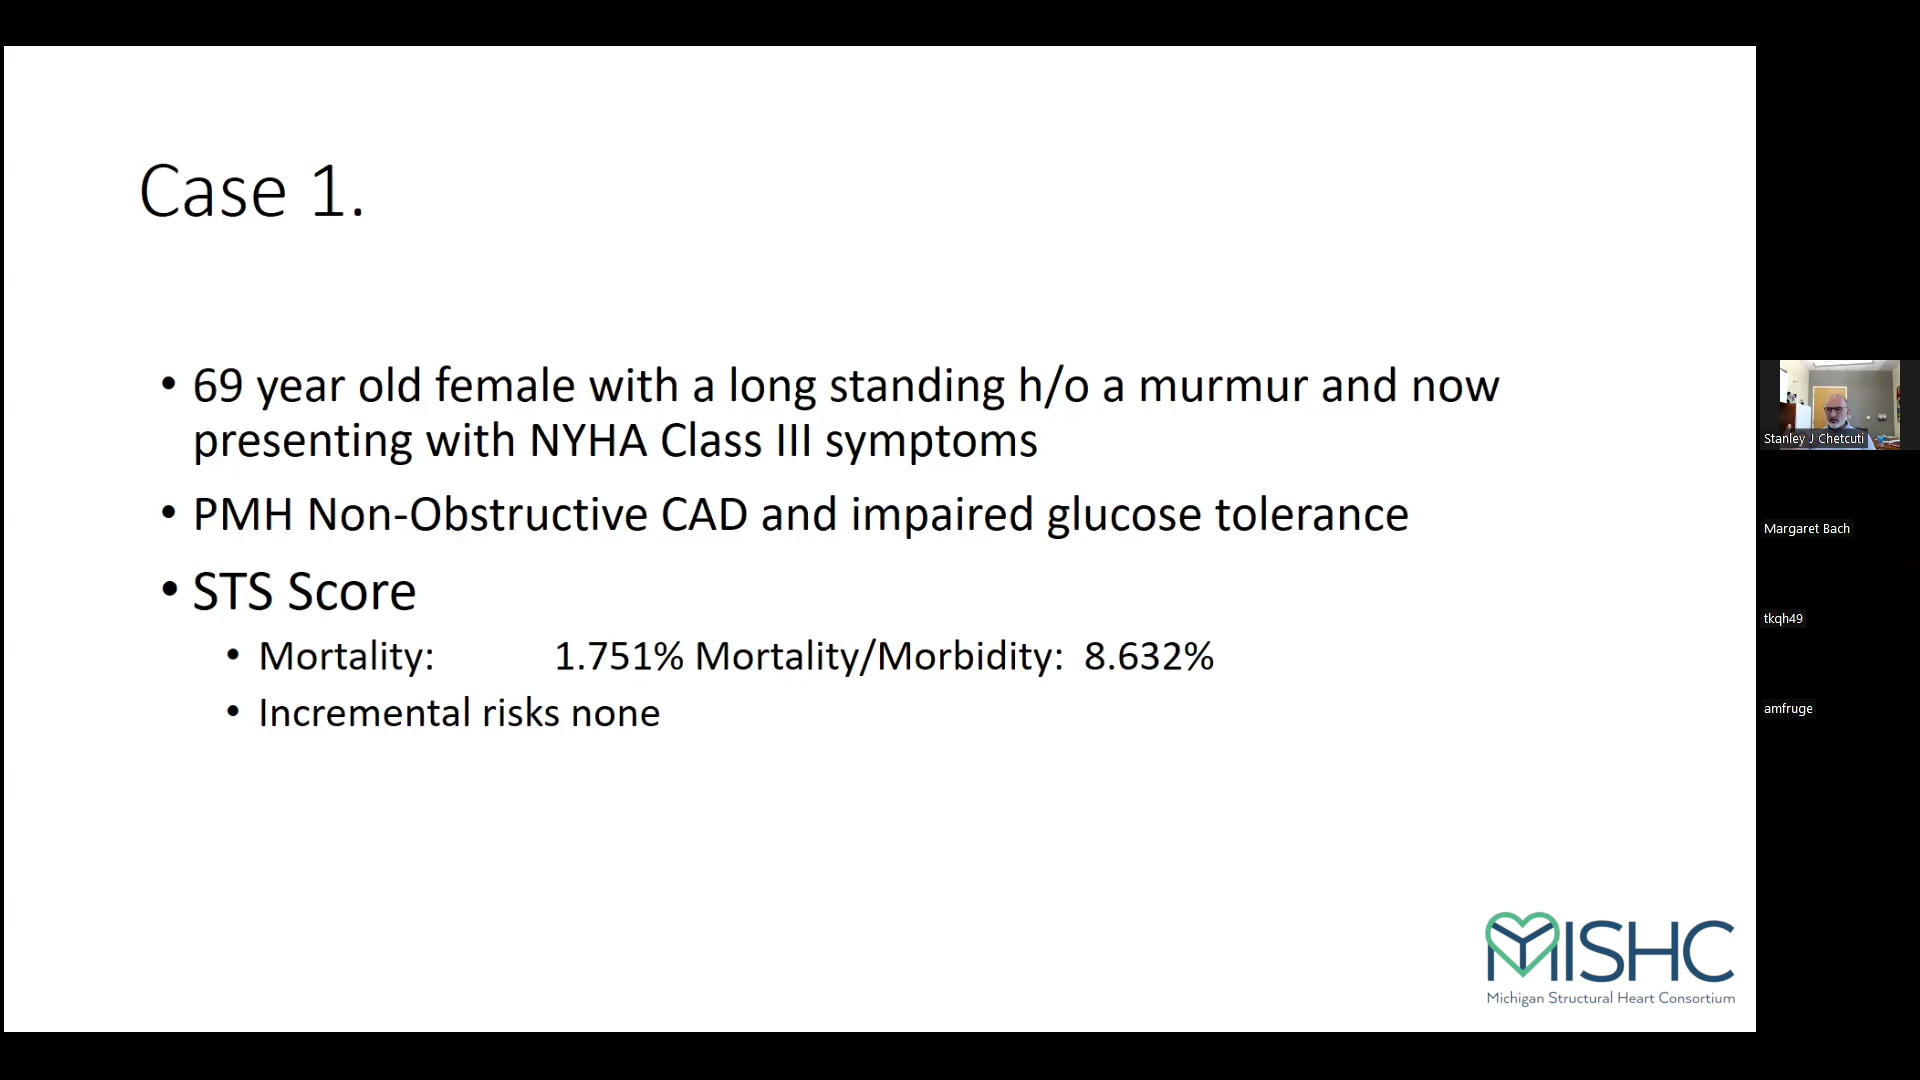 Case 1.
• 69 year old female with a long standing h/o a murmur and now
presenting with NYHA Class III symptoms
• PMH Non-Obstructive CAD and impaired glucose tolerance
• STS Score
• Mortality: 1.751% Mortality/Morbidity: 8.632%
• Incremental risks none
MISHC
Michigan Structural Heart Consortium
Stanley J Chetcuti
Margaret Bach
tkqh49
amfruge